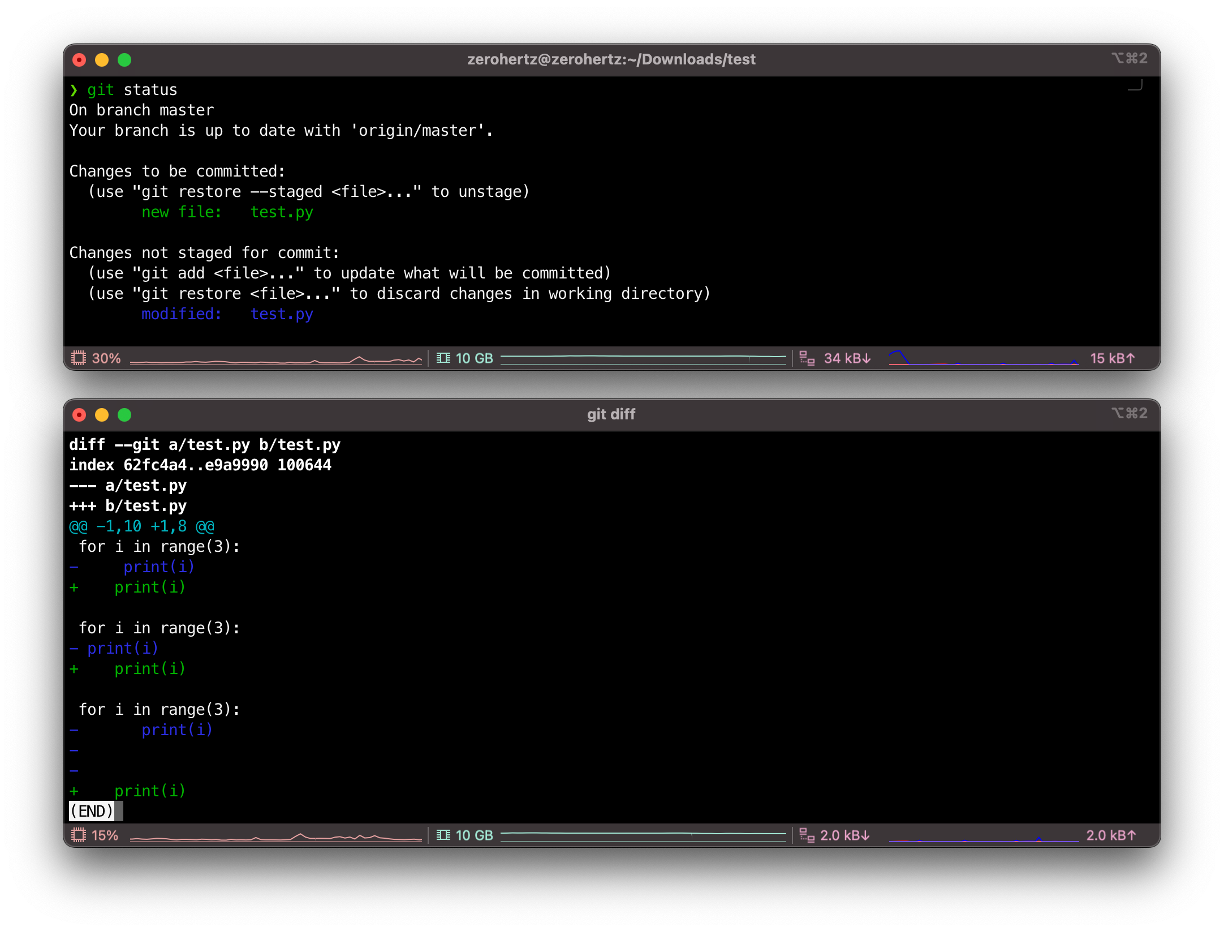 zerohertz@zerohertz:~/Downloads/test ⌥⌘2
❯ git status
On branch master
Your branch is up to date with 'origin/master'.

Changes to be committed:
  (use "git restore --staged <file>..." to unstage)
        new file:   test.py

Changes not staged for commit:
  (use "git add <file>..." to update what will be committed)
  (use "git restore <file>..." to discard changes in working directory)
        modified:   test.py

30% 10 GB 34 kB↓ 15 kB↑
git diff ⌥⌘2
diff --git a/test.py b/test.py
index 62fc4a4..e9a9990 100644
--- a/test.py
+++ b/test.py
@@ -1,10 +1,8 @@
 for i in range(3):
-     print(i)
+    print(i)

 for i in range(3):
- print(i)
+    print(i)

 for i in range(3):
-       print(i)
-
-
+    print(i)
(END)
15% 10 GB 2.0 kB↓ 2.0 kB↑